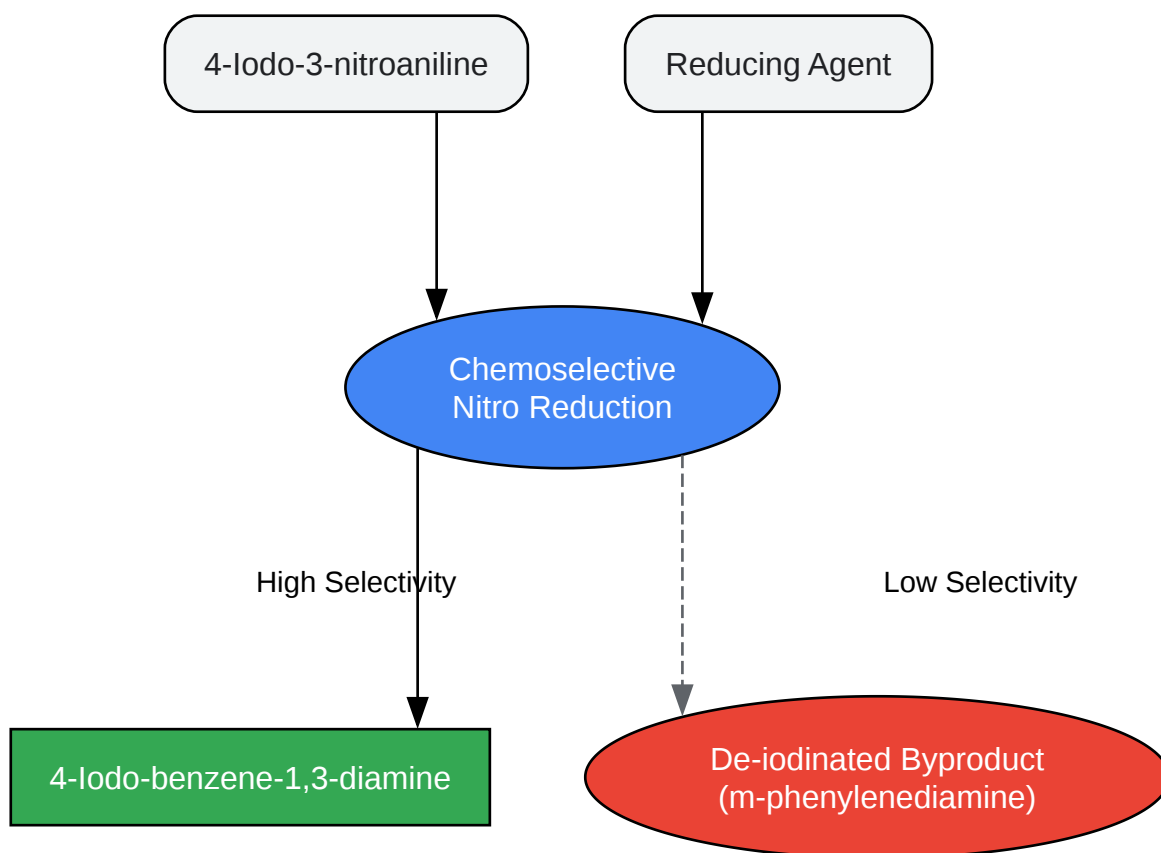 4-Iodo-3-nitroaniline
Reducing Agent
Chemoselective
Nitro Reduction
High Selectivity
Low Selectivity
4-Iodo-benzene-1,3-diamine
De-iodinated Byproduct
(m-phenylenediamine)